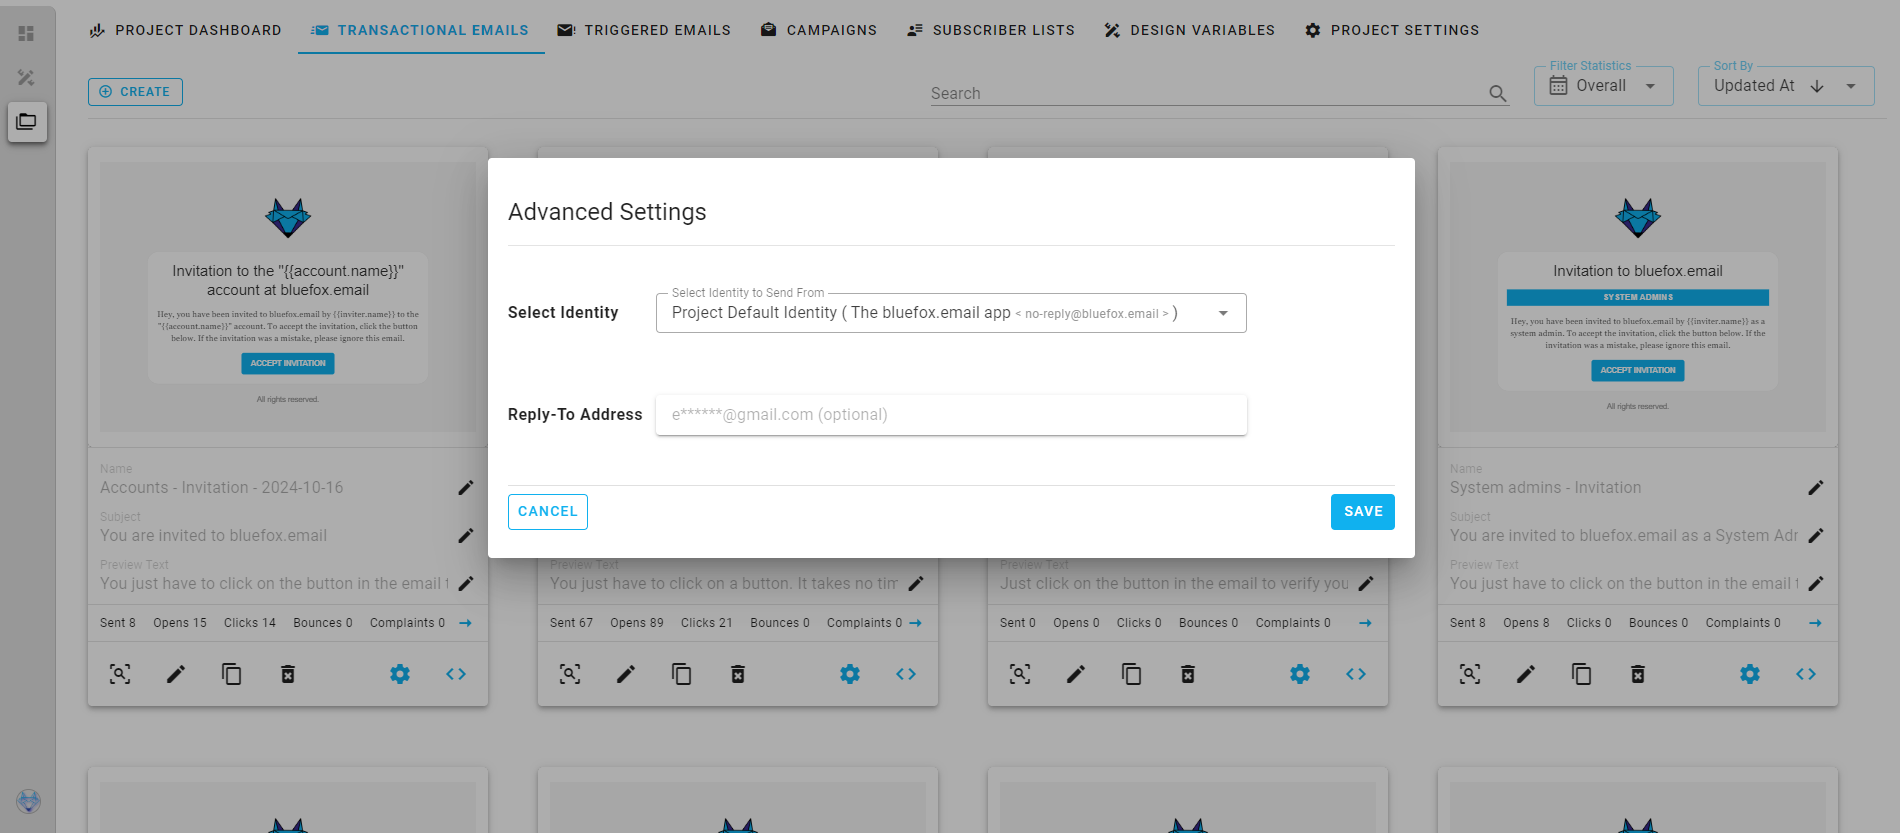 PROJECT DASHBOARD
TRANSACTIONAL EMAILS
TRIGGERED EMAILS
CAMPAIGNS
SUBSCRIBER LISTS
DESIGN VARIABLES
PROJECT SETTINGS
CREATE
Search
Filter Statistics
Overall
Sort By
Updated At
Invitation to the "{{account.name}}"
account at bluefox.email
Hey, you have been invited to bluefox.email by {{inviter.name}} to the
"{{account.name}}" account. To accept the invitation, click the button
below. If the invitation was a mistake, please ignore this email.
ACCEPT INVITATION
All rights reserved.
Name
Accounts - Invitation - 2024-10-16
Subject
You are invited to bluefox.email
Preview Text
You just have to click on the button in the email t
Sent 8 Opens 15 Clicks 14 Bounces 0 Complaints 0
Advanced Settings
Select Identity
Select Identity to Send From
Project Default Identity ( The bluefox.email app < no-reply@bluefox.email > )
Reply-To Address
e******@gmail.com (optional)
CANCEL
SAVE
Preview Text
You just have to click on a button. It takes no tim
Sent 67 Opens 89 Clicks 21 Bounces 0 Complaints 0
Preview Text
Just click on the button in the email to verify you
Sent 0 Opens 0 Clicks 0 Bounces 0 Complaints 0
Invitation to bluefox.email
SYSTEM ADMINS
Hey, you have been invited to bluefox.email by {{inviter.name}} as a
system admin. To accept the invitation, click the button below. If the
invitation was a mistake, please ignore this email.
ACCEPT INVITATION
All rights reserved.
Name
System admins - Invitation
Subject
You are invited to bluefox.email as a System Adr
Preview Text
You just have to click on the button in the email t
Sent 8 Opens 8 Clicks 0 Bounces 0 Complaints 0